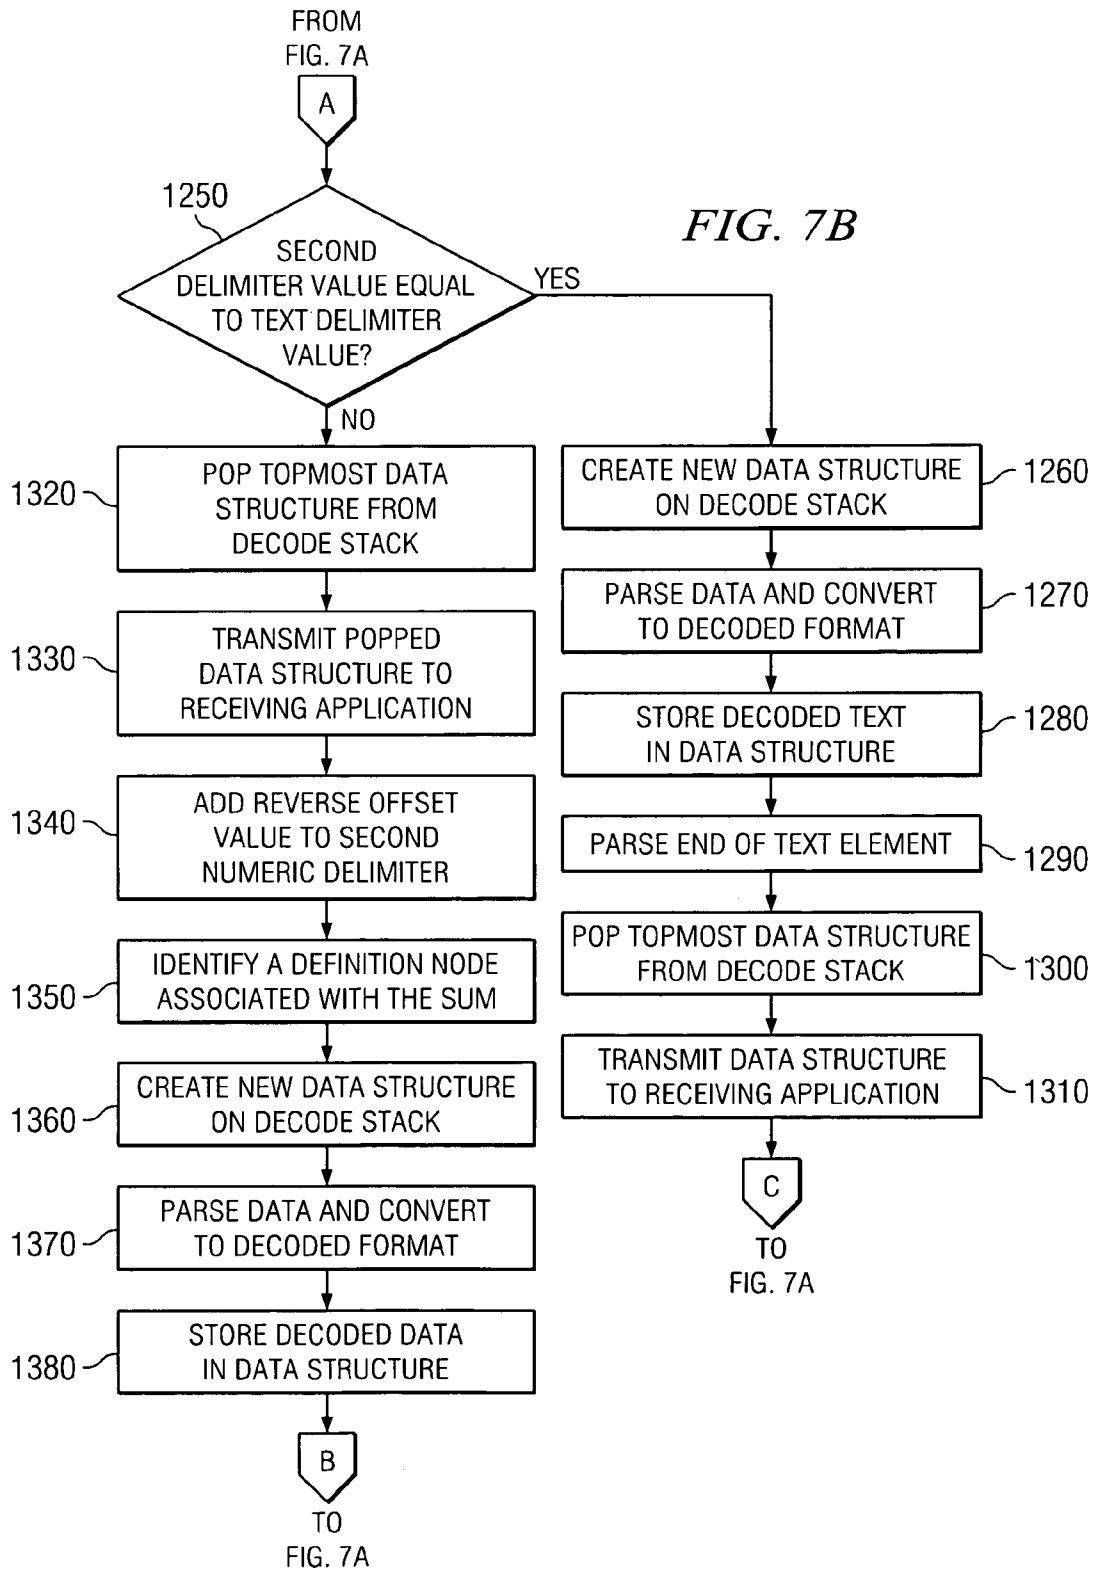 FROM
FIG. 7A
A
1250
FIG. 7B
SECOND
DELIMITER VALUE EQUAL
TO TEXT DELIMITER
VALUE?
YES
NO
1320
POP TOPMOST DATA
STRUCTURE FROM
DECODE STACK
1330
TRANSMIT POPPED
DATA STRUCTURE TO
RECEIVING APPLICATION
1340
ADD REVERSE OFFSET
VALUE TO SECOND
NUMERIC DELIMITER
1350
IDENTIFY A DEFINITION NODE
ASSOCIATED WITH THE SUM
1360
CREATE NEW DATA STRUCTURE
ON DECODE STACK
1370
PARSE DATA AND CONVERT
TO DECODED FORMAT
1380
STORE DECODED DATA
IN DATA STRUCTURE
B
TO
FIG. 7A
CREATE NEW DATA STRUCTURE
ON DECODE STACK
1260
PARSE DATA AND CONVERT
TO DECODED FORMAT
1270
STORE DECODED TEXT
IN DATA STRUCTURE
1280
PARSE END OF TEXT ELEMENT
1290
POP TOPMOST DATA STRUCTURE
FROM DECODE STACK
1300
TRANSMIT DATA STRUCTURE
TO RECEIVING APPLICATION
1310
C
TO
FIG. 7A